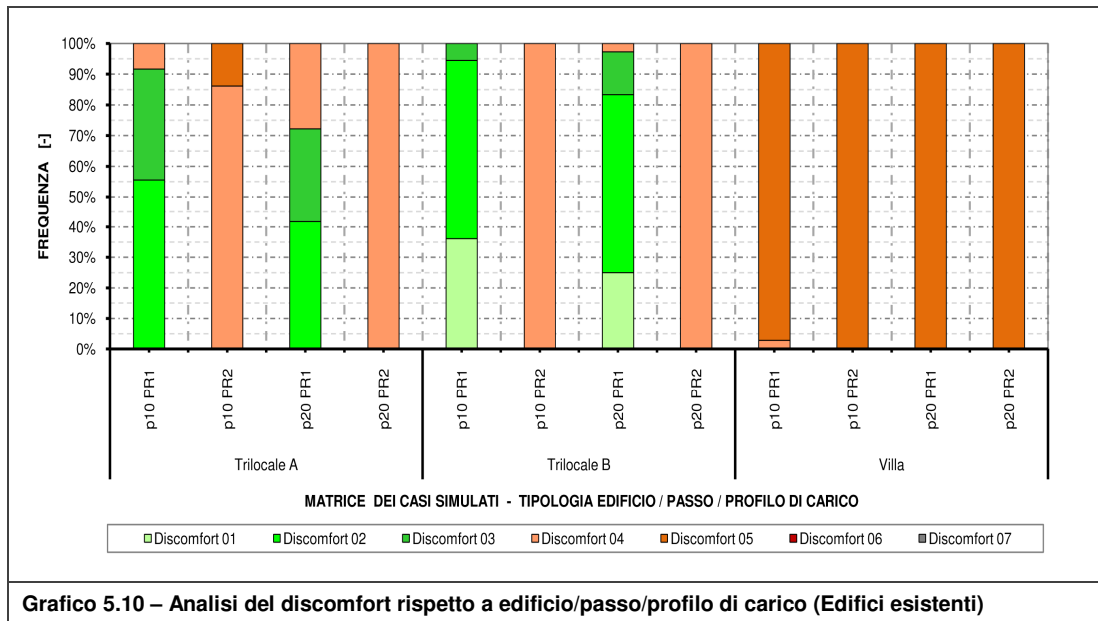 100%
90%
80%
70%
60%
50%
40%
30%
20%
10%
0%
FREQUENZA [-]
p10 PR1
p10 PR2
p20 PR1
p20 PR2
p10 PR1
p10 PR2
p20 PR1
p20 PR2
p10 PR1
p10 PR2
p20 PR1
p20 PR2
Trilocale A
Trilocale B
Villa
MATRICE DEI CASI SIMULATI - TIPOLOGIA EDIFICIO / PASSO / PROFILO DI CARICO
Discomfort 01 Discomfort 02 Discomfort 03 Discomfort 04 Discomfort 05 Discomfort 06 Discomfort 07
Grafico 5.10 – Analisi del discomfort rispetto a edificio/passo/profilo di carico (Edifici esistenti)